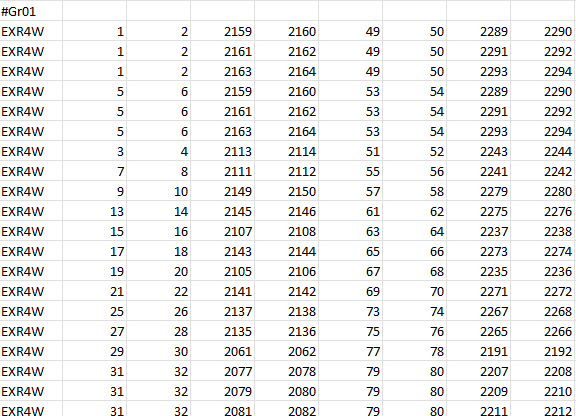 #Gr01
EXR4W 1 2 2159 2160 49 50 2289 2290
EXR4W 1 2 2161 2162 49 50 2291 2292
EXR4W 1 2 2163 2164 49 50 2293 2294
EXR4W 5 6 2159 2160 53 54 2289 2290
EXR4W 5 6 2161 2162 53 54 2291 2292
EXR4W 5 6 2163 2164 53 54 2293 2294
EXR4W 3 4 2113 2114 51 52 2243 2244
EXR4W 7 8 2111 2112 55 56 2241 2242
EXR4W 9 10 2149 2150 57 58 2279 2280
EXR4W 13 14 2145 2146 61 62 2275 2276
EXR4W 15 16 2107 2108 63 64 2237 2238
EXR4W 17 18 2143 2144 65 66 2273 2274
EXR4W 19 20 2105 2106 67 68 2235 2236
EXR4W 21 22 2141 2142 69 70 2271 2272
EXR4W 25 26 2137 2138 73 74 2267 2268
EXR4W 27 28 2135 2136 75 76 2265 2266
EXR4W 29 30 2061 2062 77 78 2191 2192
EXR4W 31 32 2077 2078 79 80 2207 2208
EXR4W 31 32 2079 2080 79 80 2209 2210
EXR4W 31 32 2081 2082 79 80 2211 2212